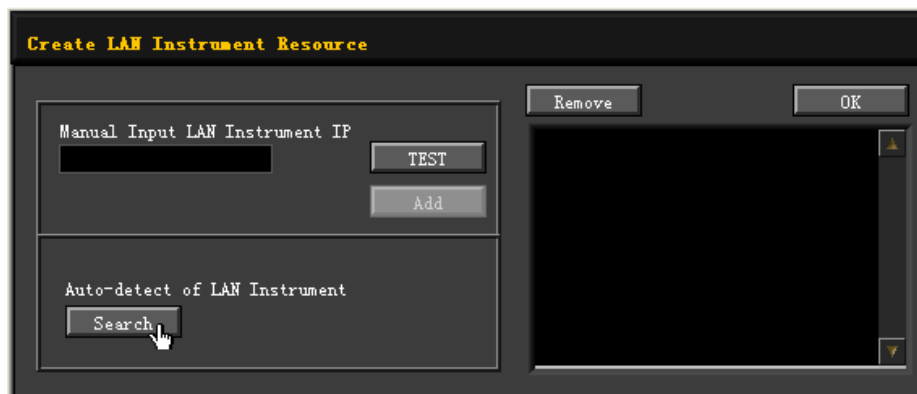 Create LAN Instrument Resource
Remove
OK
Manual Input LAN Instrument IP
TEST
Add
Auto-detect of LAN Instrument
Search